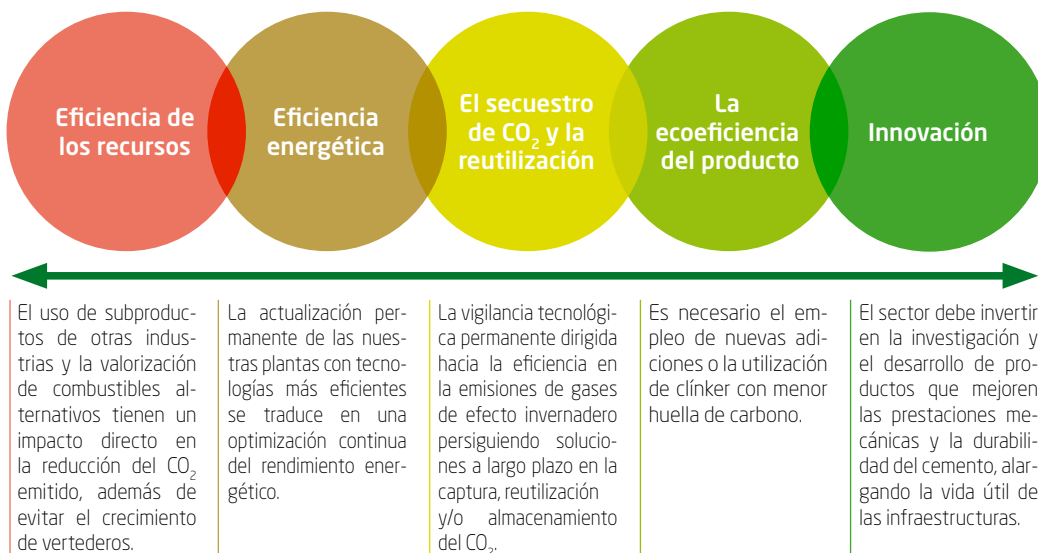 Eficiencia de
los recursos
Eficiencia
energética
El secuestro
de CO₂ y la
reutilización
La
ecoeficiencia
del producto
Innovación
El uso de subproduc-
tos de otras indus-
trias y la valorización
de combustibles al-
ternativos tienen un
impacto directo en
la reducción del CO₂
emitido, además de
evitar el crecimiento
de vertederos.
La actualización per-
manente de las nues-
tras plantas con tecno-
logías más eficientes
se traduce en una
optimización continua
del rendimiento ener-
gético.
La vigilancia tecnológi-
ca permanente dirigida
hacia la eficiencia en
la emisiones de gases
de efecto invernadero
persiguiendo solucio-
nes a largo plazo en la
captura, reutilización
y/o almacenamiento
del CO₂.
Es necesario el em-
pleo de nuevas adi-
ciones o la utilización
de clínker con menor
huella de carbono.
El sector debe invertir
en la investigación y
el desarrollo de pro-
ductos que mejoren
las prestaciones me-
cánicas y la durabili-
dad del cemento, alar-
gando la vida útil de
las infraestructuras.